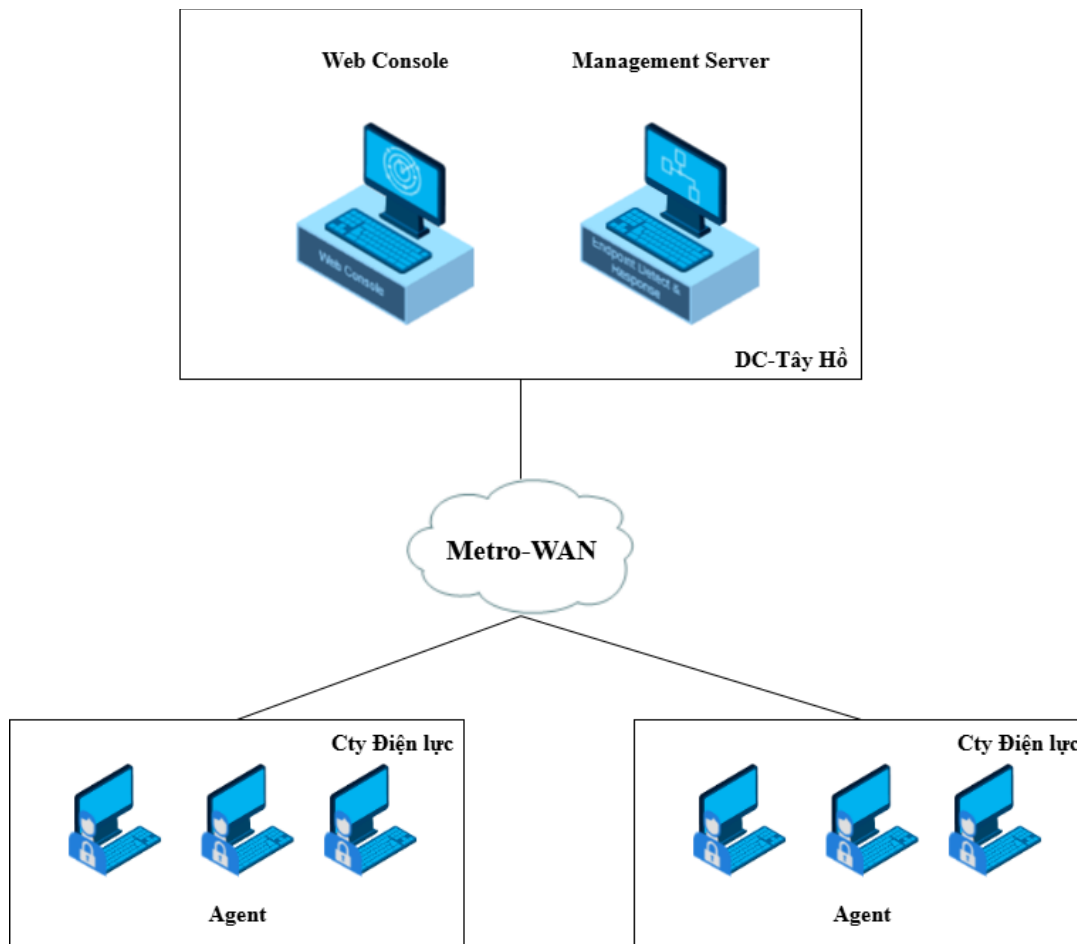 Web Console
Management Server
Web Console
Endpoint Detect &
Response
DC-Tây Hồ
Metro-WAN
Cty Điện lực
Cty Điện lực
Agent
Agent